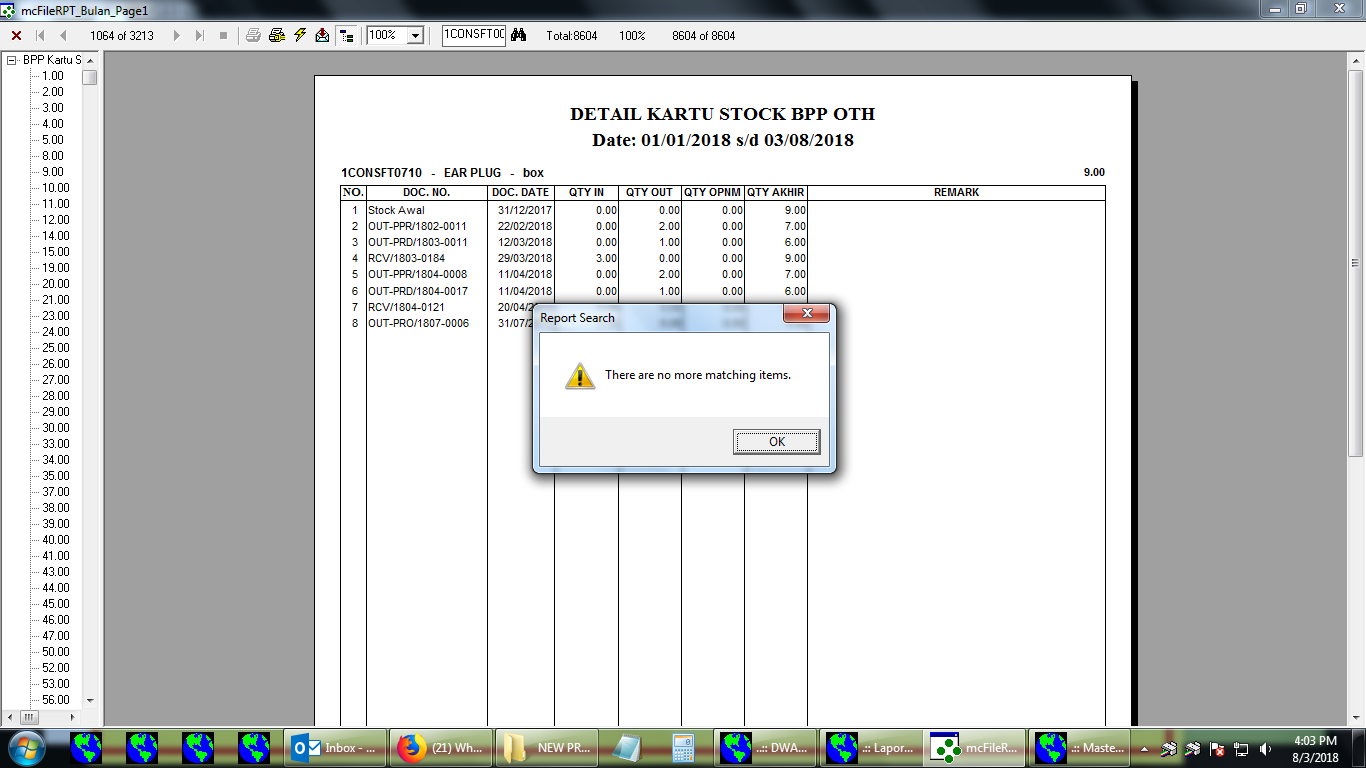 mcFileRPT_Bulan_Page1
1064 of 3213
100%
1CONSFT0C
Total:8604
100%
8604 of 8604
BPP Kartu S
1.00
2.00
3.00
4.00
5.00
8.00
9.00
10.00
11.00
12.00
14.00
15.00
19.00
20.00
21.00
23.00
24.00
25.00
26.00
27.00
28.00
29.00
30.00
33.00
34.00
35.00
37.00
38.00
39.00
40.00
41.00
43.00
44.00
45.00
46.00
47.00
50.00
52.00
53.00
56.00
DETAIL KARTU STOCK BPP OTH
Date: 01/01/2018 s/d 03/08/2018
1CONSFT0710 - EAR PLUG - box 9.00
NO. DOC. NO. DOC. DATE QTY IN QTY OUT QTY OPNM QTY AKHIR REMARK
1 Stock Awal 31/12/2017 0.00 0.00 0.00 9.00
2 OUT-PPR/1802-0011 22/02/2018 0.00 2.00 0.00 7.00
3 OUT-PRD/1803-0011 12/03/2018 0.00 1.00 0.00 6.00
4 RCV/1803-0184 29/03/2018 3.00 0.00 0.00 9.00
5 OUT-PPR/1804-0008 11/04/2018 0.00 2.00 0.00 7.00
6 OUT-PRD/1804-0017 11/04/2018 0.00 1.00 0.00 6.00
7 RCV/1804-0121 20/04/2
8 OUT-PRO/1807-0006 31/07/2
Report Search
There are no more matching items.
OK
Inbox - ...
(21) Wh...
NEW PR...
..:: DWA...
.:: Lapor...
mcFileR...
.:: Maste...
4:03 PM
8/3/2018